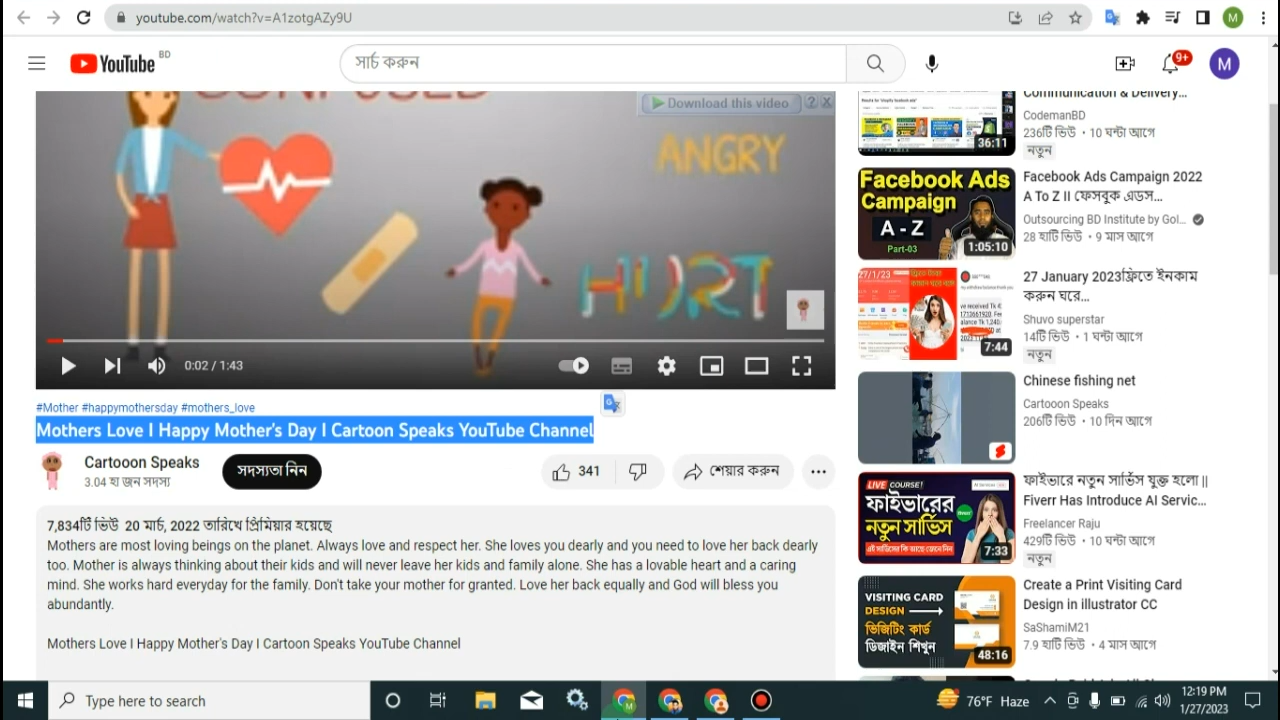 youtube.com/watch?v=A1zotgAZy9U
YouTube BD
সার্চ করুন
9+
M
Download this video
ANGRY
HURT
0:02 / 1:43
#Mother #happymothersday #mothers_love
Mothers Love I Happy Mother's Day I Cartoon Speaks YouTube Channel
Cartooon Speaks
3.04 হা জন সদস্য
সদস্যতা নিন
341
শেয়ার করুন
7,834টি ভিউ 20 মার্চ, 2022 তারিখে প্রিমিয়ার হয়েছে
Mothers are most loving beings on the planet. Always love and respect her. She loves you dearly and you need to love her back dearly
too. Mother is always thinking about their kids and will never leave her kids and family alone. She has a lovable heart and a caring
mind. She works hard everyday for the family. Don't take your mother for granted. Love her back equally and God will bless you
abundantly.
Mothers Love I Happy Mother's Day I Cartoon Speaks YouTube Channel
Communication & Delivery...
CodemanBD
236টি ভিউ • 10 ঘন্টা আগে
নতুন
36:11
Facebook Ads
Campaign
A - Z
Part-03
1:05:10
Facebook Ads Campaign 2022
A To Z II ফেসবুক এডস...
Outsourcing BD Institute by Gol...
28 হাটি ভিউ • 9 মাস আগে
27/1/23
7:44
27 January 2023ফ্রিতে ইনকাম
করুন ঘরে...
Shuvo superstar
14টি ভিউ • 1 ঘন্টা আগে
নতুন
Chinese fishing net
Cartooon Speaks
206টি ভিউ • 10 দিন আগে
LIVE COURSE!
ফাইভারের
নতুন সার্ভিস
7:33
ফাইভারে নতুন সার্ভিস যুক্ত হলো ||
Fiverr Has Introduce AI Servic...
Freelancer Raju
429টি ভিউ • 10 ঘন্টা আগে
নতুন
VISITING CARD
DESIGN
ভিজিটিং কার্ড
ডিজাইন শিখুন
48:16
Create a Print Visiting Card
Design in illustrator CC
SaShamiM21
7.9 হাটি ভিউ • 4 মাস আগে
Type here to search
76°F Haze
12:19 PM
1/27/2023